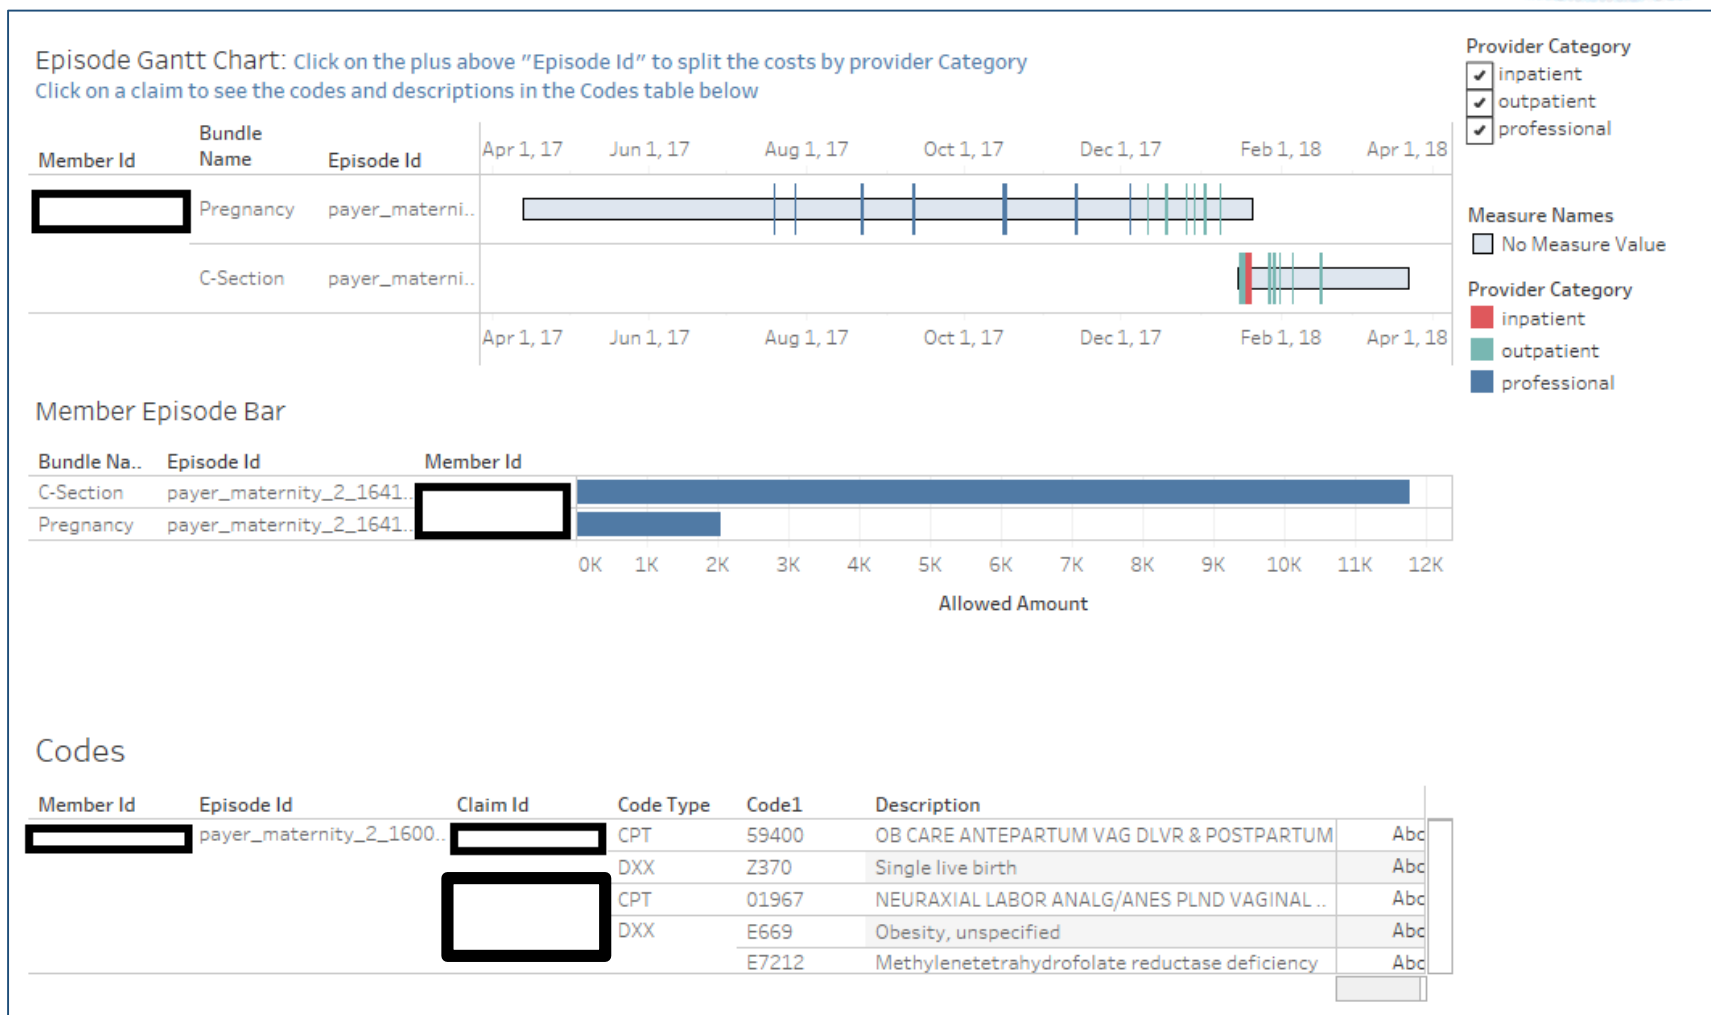 Episode Gantt Chart: Click on the plus above "Episode Id" to split the costs by provider Category
Click on a claim to see the codes and descriptions in the Codes table below
Member Id Bundle Name Episode Id Apr 1, 17 Jun 1, 17 Aug 1, 17 Oct 1, 17 Dec 1, 17 Feb 1, 18 Apr 1, 18
Pregnancy payer_materni..
C-Section payer_materni..
Apr 1, 17 Jun 1, 17 Aug 1, 17 Oct 1, 17 Dec 1, 17 Feb 1, 18 Apr 1, 18
Provider Category
inpatient
outpatient
professional
Measure Names
No Measure Value
Provider Category
inpatient
outpatient
professional
Member Episode Bar
Bundle Na.. Episode Id Member Id
C-Section payer_maternity_2_1641..
Pregnancy payer_maternity_2_1641..
0K 1K 2K 3K 4K 5K 6K 7K 8K 9K 10K 11K 12K
Allowed Amount
Codes
Member Id Episode Id Claim Id Code Type Code1 Description
payer_maternity_2_1600.. CPT 59400 OB CARE ANTEPARTUM VAG DLVR & POSTPARTUM Abc
DXX Z370 Single live birth Abc
CPT 01967 NEURAXIAL LABOR ANALG/ANES PLND VAGINAL .. Abc
DXX E669 Obesity, unspecified Abc
E7212 Methylenetetrahydrofolate reductase deficiency Abc